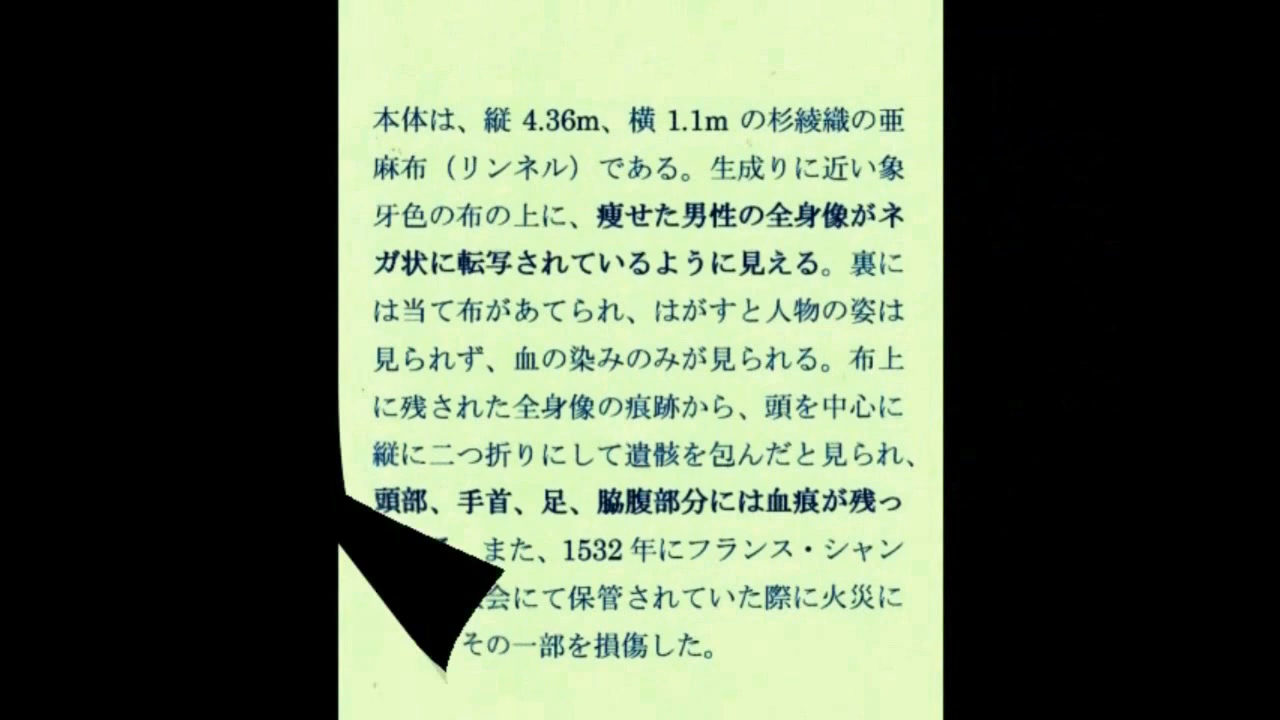 本体は、縦 4.36m、横 1.1m の杉綾織の亜
麻布（リンネル）である。生成りに近い象
牙色の布の上に、痩せた男性の全身像がネ
ガ状に転写されているように見える。裏に
は当て布があてられ、はがすと人物の姿は
見られず、血の染みのみが見られる。布上
に残された全身像の痕跡から、頭を中心に
縦に二つ折りにして遺骸を包んだと見られ、
頭部、手首、足、脇腹部分には血痕が残っ
また、1532 年にフランス・シャン
会にて保管されていた際に火災に
その一部を損傷した。